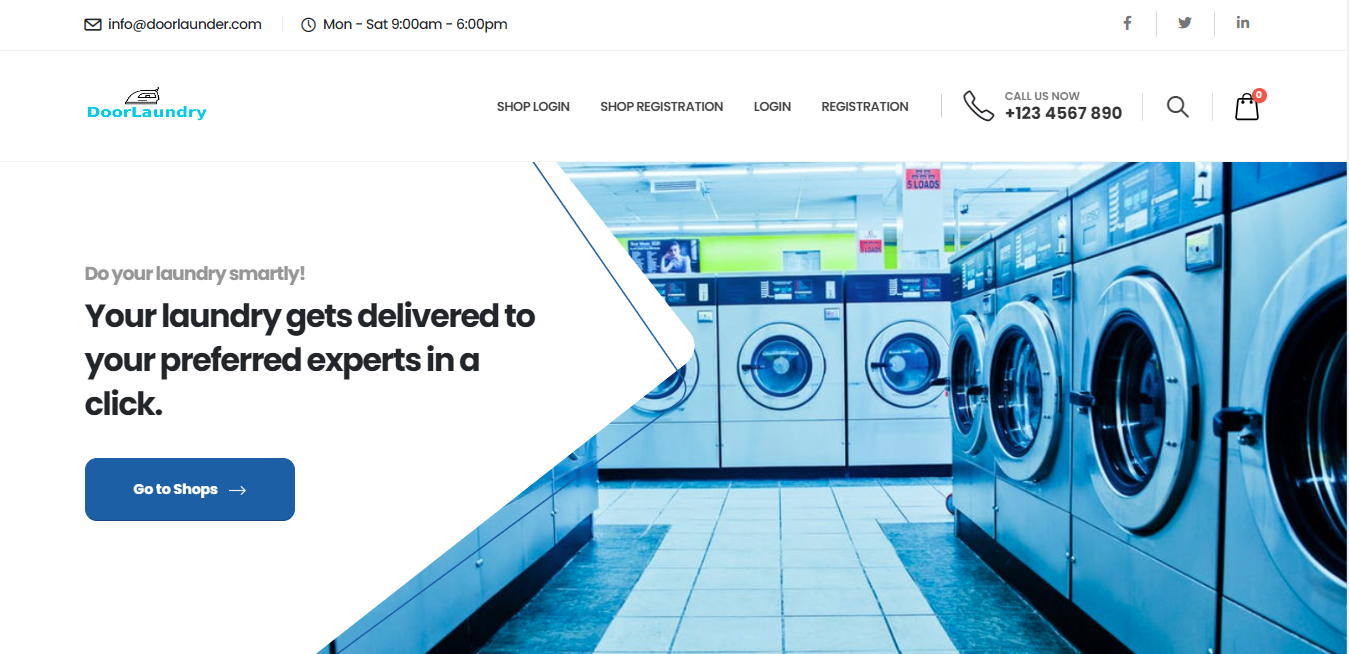 info@doorlaunder.com
Mon - Sat 9:00am - 6:00pm
DoorLaundry
SHOP LOGIN
SHOP REGISTRATION
LOGIN
REGISTRATION
CALL US NOW
+123 4567 890
0
Do your laundry smartly!
Your laundry gets delivered to
your preferred experts in a
click.
Go to Shops
5 LOADS